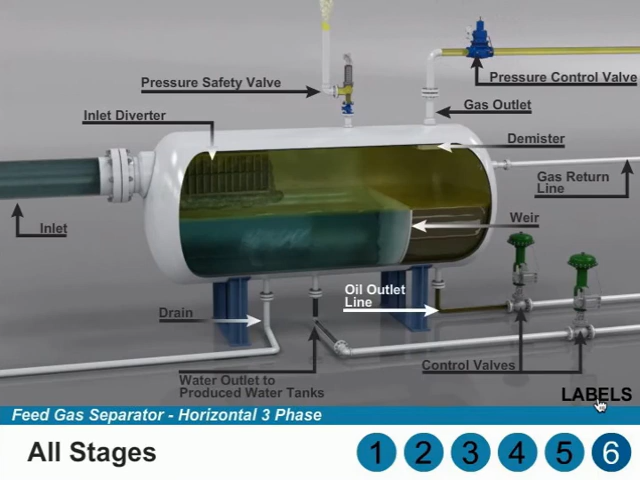 Pressure Safety Valve
Pressure Control Valve
Gas Outlet
Inlet Diverter
Demister
Gas Return
Line
Weir
Inlet
Oil Outlet
Line
Drain
Control Valves
Water Outlet to
Produced Water Tanks
LABELS
Feed Gas Separator - Horizontal 3 Phase
All Stages
1 2 3 4 5 6